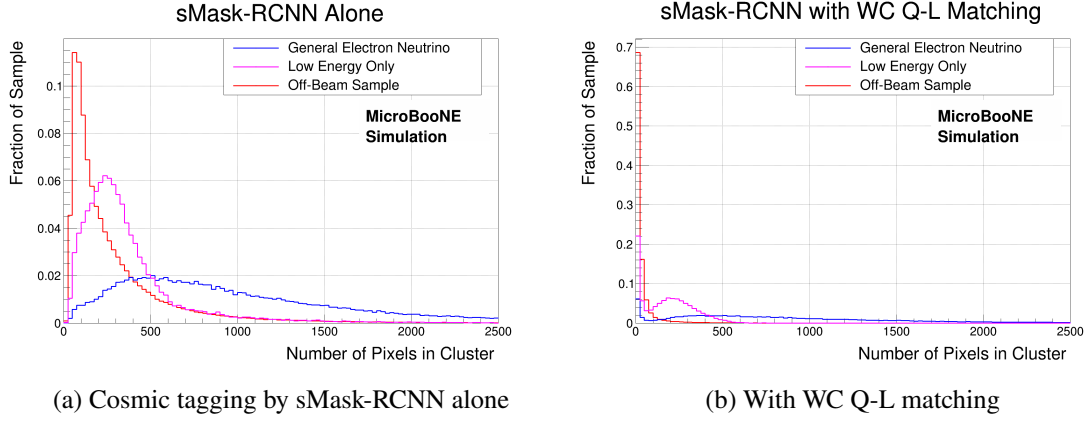 sMask-RCNN Alone
Fraction of Sample
0.1
0.08
0.06
0.04
0.02
0
General Electron Neutrino
Low Energy Only
Off-Beam Sample
MicroBooNE
Simulation
0 500 1000 1500 2000 2500
Number of Pixels in Cluster
(a) Cosmic tagging by sMask-RCNN alone
sMask-RCNN with WC Q-L Matching
Fraction of Sample
0.7
0.6
0.5
0.4
0.3
0.2
0.1
0
General Electron Neutrino
Low Energy Only
Off-Beam Sample
MicroBooNE
Simulation
0 500 1000 1500 2000 2500
Number of Pixels in Cluster
(b) With WC Q-L matching